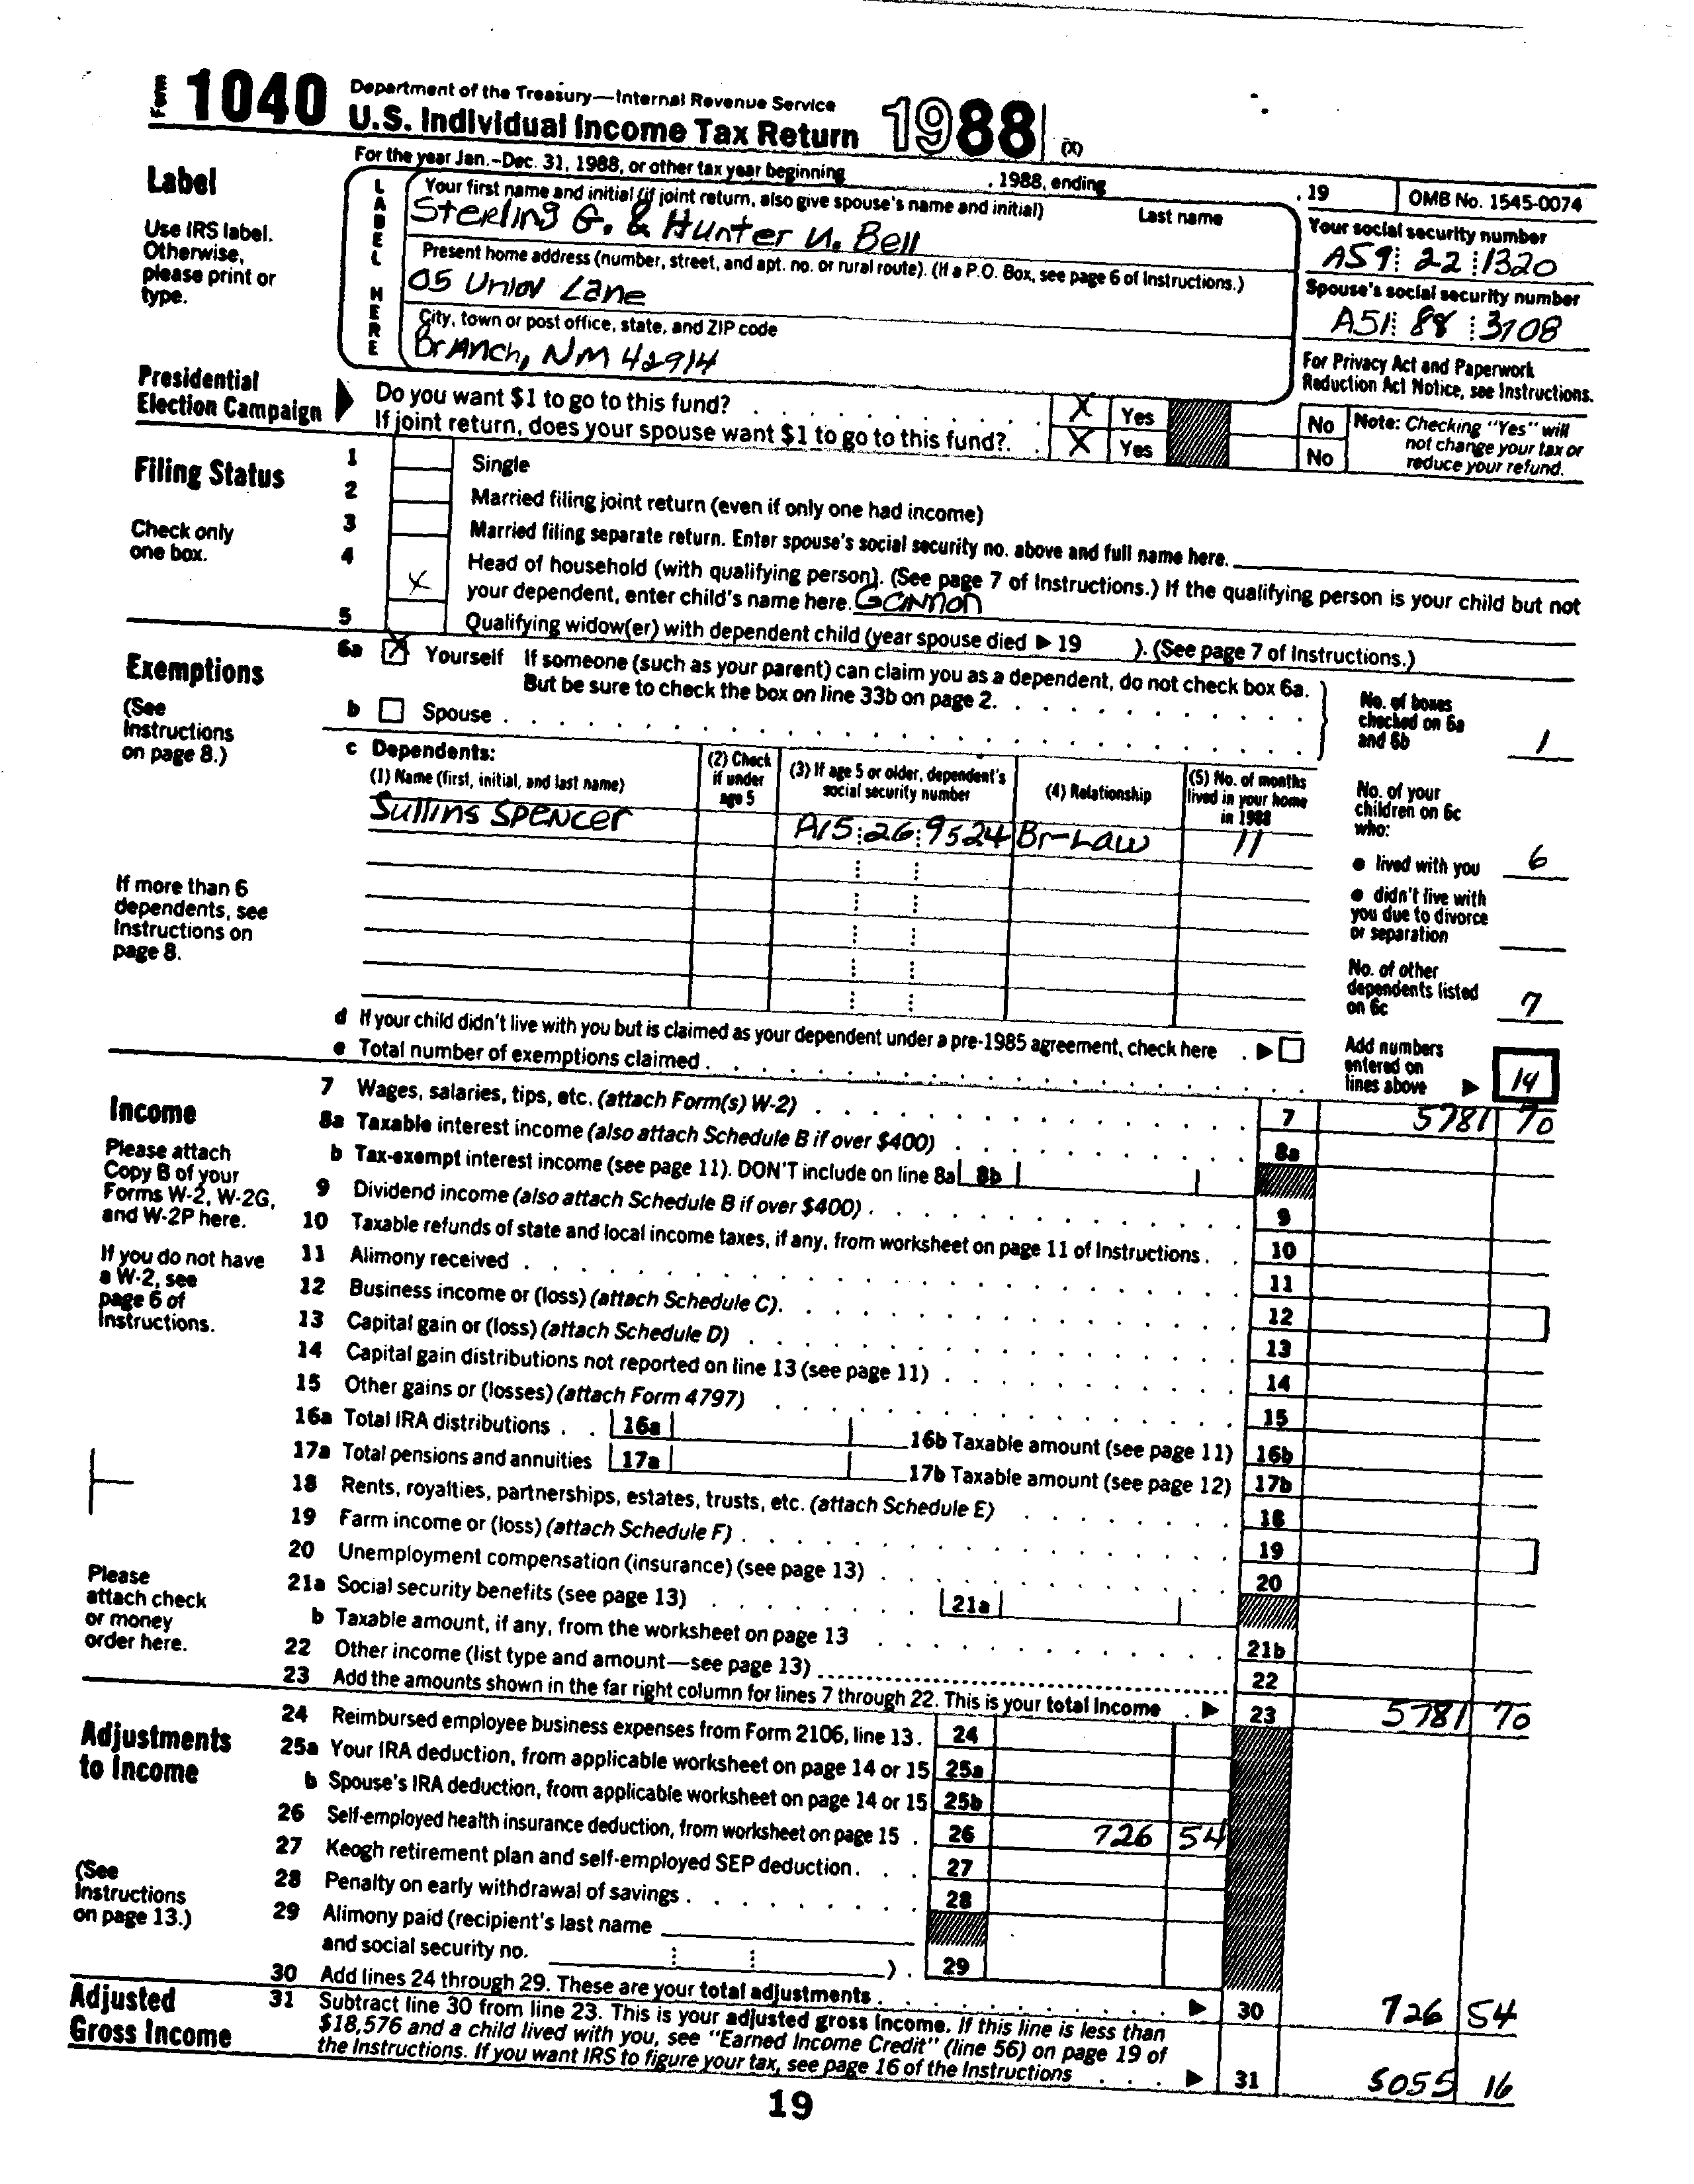 Form 1040 Department of the Treasury—Internal Revenue Service
U.S. Individual Income Tax Return 1988 (X)
For the year Jan.–Dec. 31, 1988, or other tax year beginning , 1988, ending , 19 OMB No. 1545-0074
Label
Use IRS label.
Otherwise,
please print or
type.
LABEL HERE
Your first name and initial (if joint return, also give spouse's name and initial) Last name
Sterling G. & Hunter U. Bell
Your social security number
A59 22 1320
Present home address (number, street, and apt. no. or rural route). (If a P.O. Box, see page 6 of Instructions.)
05 Union Lane
Spouse's social security number
A51 88 3108
City, town or post office, state, and ZIP code
Branch, NM 42914
For Privacy Act and Paperwork
Reduction Act Notice, see Instructions.
Presidential
Election Campaign
Do you want $1 to go to this fund? X Yes No
If joint return, does your spouse want $1 to go to this fund? X Yes No
Note: Checking "Yes" will
not change your tax or
reduce your refund.
Filing Status
Check only
one box.
1 Single
2 Married filing joint return (even if only one had income)
3 Married filing separate return. Enter spouse's social security no. above and full name here.
4 X Head of household (with qualifying person). (See page 7 of Instructions.) If the qualifying person is your child but not
your dependent, enter child's name here. Gannon
5 Qualifying widow(er) with dependent child (year spouse died ▶ 19 ). (See page 7 of Instructions.)
Exemptions
(See
Instructions
on page 8.)
6a X Yourself If someone (such as your parent) can claim you as a dependent, do not check box 6a.
But be sure to check the box on line 33b on page 2.
b Spouse
No. of boxes
checked on 6a
and 6b 1
c Dependents:
(1) Name (first, initial, and last name)
(2) Check
if under
age 5
(3) If age 5 or older, dependent's
social security number
(4) Relationship
(5) No. of months
lived in your home
in 1988
Sullins Spencer A15 26 9524 Br-Law 11
No. of your
children on 6c
who:
● lived with you 6
● didn't live with
you due to divorce
or separation
No. of other
dependents listed
on 6c 7
If more than 6
dependents, see
Instructions on
page 8.
d If your child didn't live with you but is claimed as your dependent under a pre-1985 agreement, check here ▶
e Total number of exemptions claimed
Add numbers
entered on
lines above ▶ 14
Income
Please attach
Copy B of your
Forms W-2, W-2G,
and W-2P here.
If you do not have
a W-2, see
page 6 of
Instructions.
Please
attach check
or money
order here.
7 Wages, salaries, tips, etc. (attach Form(s) W-2) 7 5781 70
8a Taxable interest income (also attach Schedule B if over $400) 8a
b Tax-exempt interest income (see page 11). DON'T include on line 8a 8b
9 Dividend income (also attach Schedule B if over $400) 9
10 Taxable refunds of state and local income taxes, if any, from worksheet on page 11 of Instructions 10
11 Alimony received 11
12 Business income or (loss) (attach Schedule C) 12
13 Capital gain or (loss) (attach Schedule D) 13
14 Capital gain distributions not reported on line 13 (see page 11) 14
15 Other gains or (losses) (attach Form 4797) 15
16a Total IRA distributions 16a 16b Taxable amount (see page 11) 16b
17a Total pensions and annuities 17a 17b Taxable amount (see page 12) 17b
18 Rents, royalties, partnerships, estates, trusts, etc. (attach Schedule E) 18
19 Farm income or (loss) (attach Schedule F) 19
20 Unemployment compensation (insurance) (see page 13) 20
21a Social security benefits (see page 13) 21a
b Taxable amount, if any, from the worksheet on page 13 21b
22 Other income (list type and amount—see page 13) 22
23 Add the amounts shown in the far right column for lines 7 through 22. This is your total income ▶ 23 5781 70
Adjustments
to Income
(See
Instructions
on page 13.)
24 Reimbursed employee business expenses from Form 2106, line 13 24
25a Your IRA deduction, from applicable worksheet on page 14 or 15 25a
b Spouse's IRA deduction, from applicable worksheet on page 14 or 15 25b
26 Self-employed health insurance deduction, from worksheet on page 15 26 726 54
27 Keogh retirement plan and self-employed SEP deduction 27
28 Penalty on early withdrawal of savings 28
29 Alimony paid (recipient's last name
and social security no. ) 29
30 Add lines 24 through 29. These are your total adjustments ▶ 30 726 54
Adjusted
Gross Income
31 Subtract line 30 from line 23. This is your adjusted gross income. If this line is less than
$18,576 and a child lived with you, see "Earned Income Credit" (line 56) on page 19 of
the Instructions. If you want IRS to figure your tax, see page 16 of the Instructions ▶ 31 5055 16
19